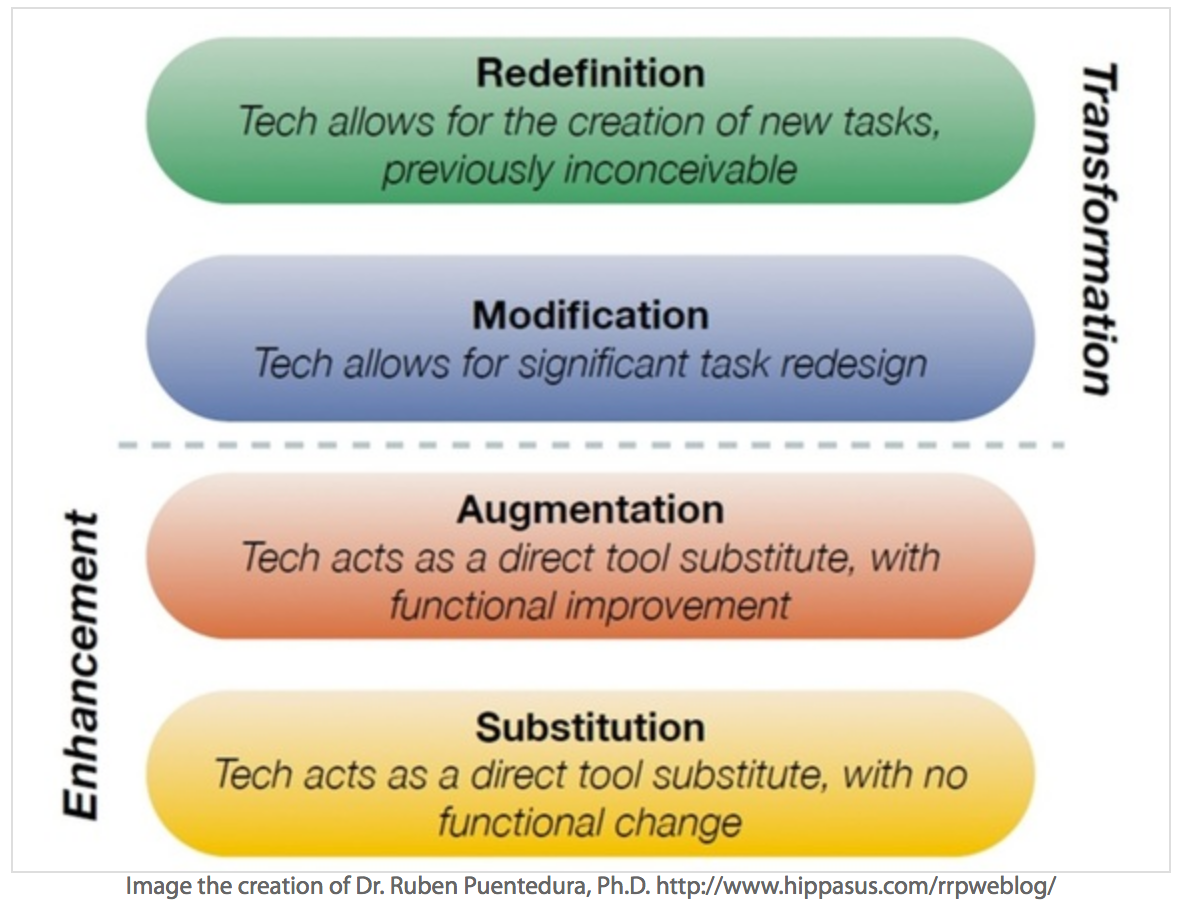 Redefinition
Tech allows for the creation of new tasks,
previously inconceivable
Transformation
Modification
Tech allows for significant task redesign
Augmentation
Tech acts as a direct tool substitute, with
functional improvement
Enhancement
Substitution
Tech acts as a direct tool substitute, with no
functional change
Image the creation of Dr. Ruben Puentedura, Ph.D. http://www.hippasus.com/rrpweblog/